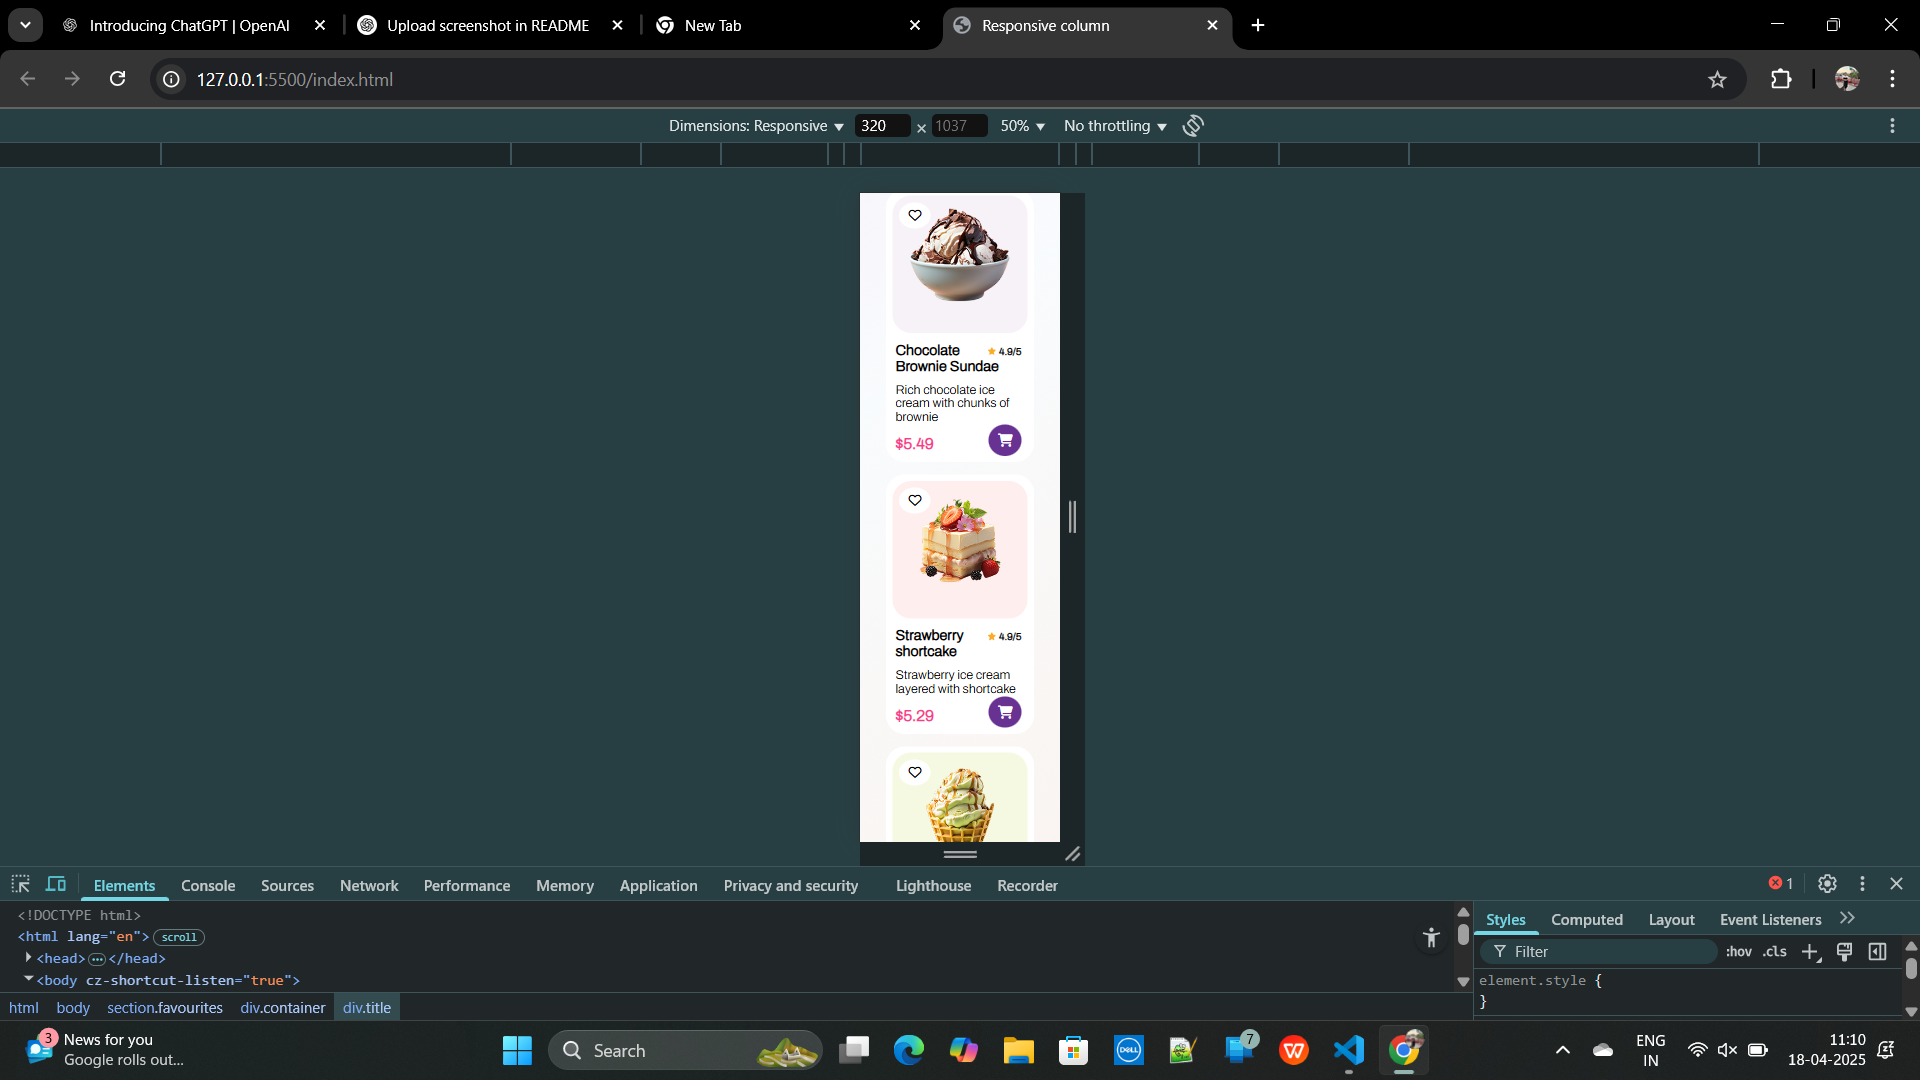 Introducing ChatGPT | OpenAI
Upload screenshot in README
New Tab
Responsive column
127.0.0.1:5500/index.html
Dimensions: Responsive
320
×
1037
50%
No throttling
Chocolate
Brownie Sundae
4.9/5
Rich chocolate ice
cream with chunks of
brownie
$5.49
Strawberry
shortcake
4.9/5
Strawberry ice cream
layered with shortcake
$5.29
Elements
Console
Sources
Network
Performance
Memory
Application
Privacy and security
Lighthouse
Recorder
1
<!DOCTYPE html>
<html lang="en">
scroll
<head>
</head>
<body cz-shortcut-listen="true">
html
body
section.favourites
div.container
div.title
Styles
Computed
Layout
Event Listeners
Filter
:hov
.cls
element.style {
}
3
News for you
Google rolls out...
Search
DELL
7
W
ENG
IN
11:10
18-04-2025